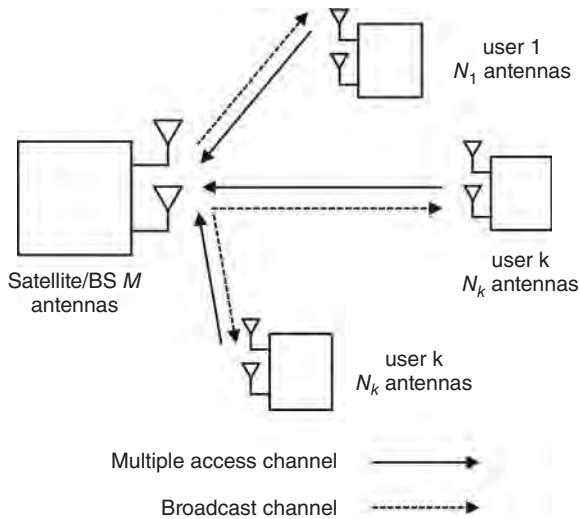 user 1
N₁ antennas
Satellite/BS M
antennas
user k
Nₖ antennas
user k
Nₖ antennas
Multiple access channel
Broadcast channel